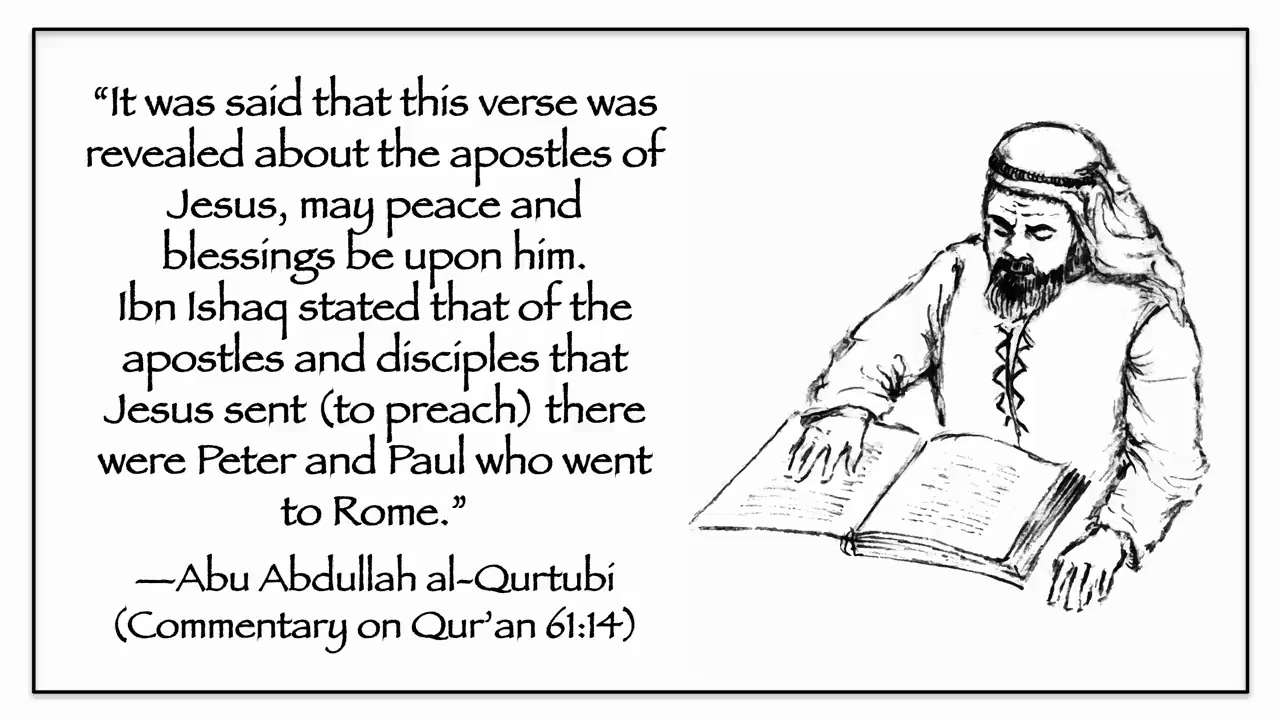 “It was said that this verse was
revealed about the apostles of
Jesus, may peace and
blessings be upon him.
Ibn Ishaq stated that of the
apostles and disciples that
Jesus sent (to preach) there
were Peter and Paul who went
to Rome.”
—Abu Abdullah al-Qurtubi
(Commentary on Qur’an 61:14)